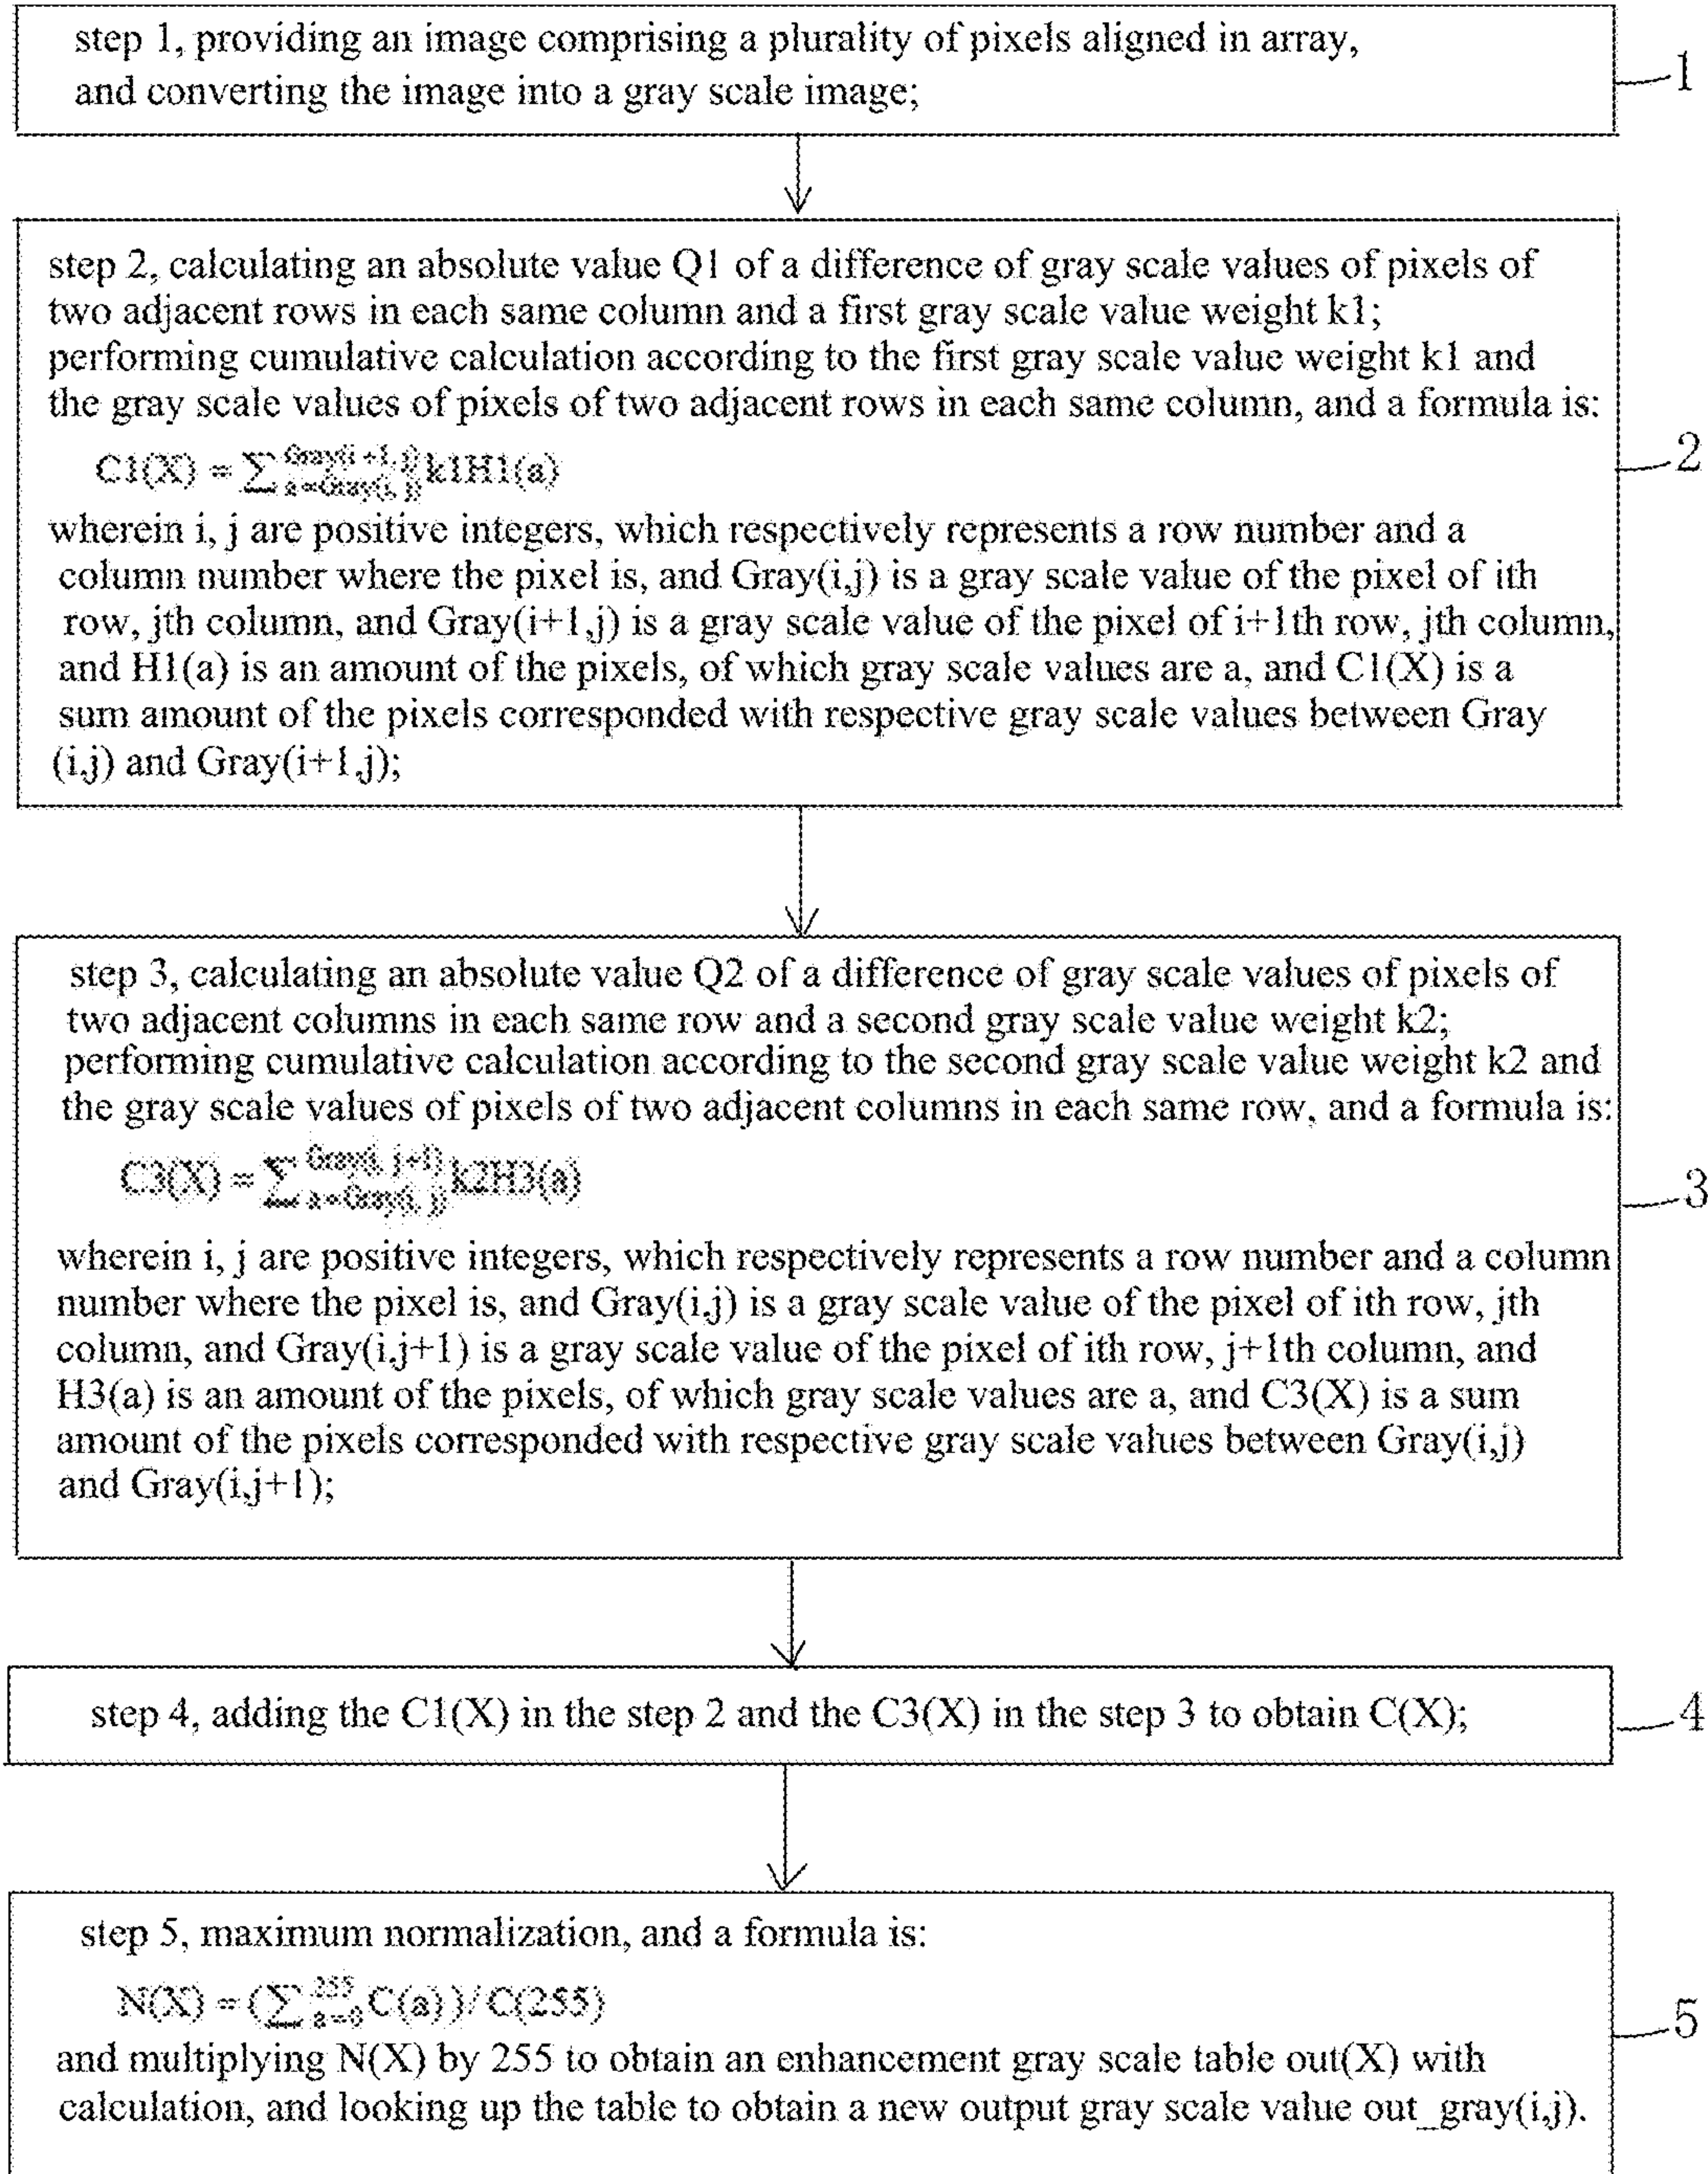 step 1, providing an image comprising a plurality of pixels aligned in array,
and converting the image into a gray scale image;
1
step 2, calculating an absolute value Q1 of a difference of gray scale values of pixels of
two adjacent rows in each same column and a first gray scale value weight k1;
performing cumulative calculation according to the first gray scale value weight k1 and
the gray scale values of pixels of two adjacent rows in each same column, and a formula is:
C1(X) = ∑_{a=Gray(i, j)}^{Gray(i+1, j)} k1H1(a)
2
wherein i, j are positive integers, which respectively represents a row number and a
column number where the pixel is, and Gray(i,j) is a gray scale value of the pixel of ith
row, jth column, and Gray(i+1,j) is a gray scale value of the pixel of i+1th row, jth column,
and H1(a) is an amount of the pixels, of which gray scale values are a, and C1(X) is a
sum amount of the pixels corresponded with respective gray scale values between Gray
(i,j) and Gray(i+1,j);
step 3, calculating an absolute value Q2 of a difference of gray scale values of pixels of
two adjacent columns in each same row and a second gray scale value weight k2;
performing cumulative calculation according to the second gray scale value weight k2 and
the gray scale values of pixels of two adjacent columns in each same row, and a formula is:
C3(X) = ∑_{a=Gray(i, j)}^{Gray(i, j+1)} k2H3(a)
3
wherein i, j are positive integers, which respectively represents a row number and a column
number where the pixel is, and Gray(i,j) is a gray scale value of the pixel of ith row, jth
column, and Gray(i,j+1) is a gray scale value of the pixel of ith row, j+1th column, and
H3(a) is an amount of the pixels, of which gray scale values are a, and C3(X) is a sum
amount of the pixels corresponded with respective gray scale values between Gray(i,j)
and Gray(i,j+1);
step 4, adding the C1(X) in the step 2 and the C3(X) in the step 3 to obtain C(X);
4
step 5, maximum normalization, and a formula is:
N(X) = (∑_{a=0}^{255} C(a))/C(255)
5
and multiplying N(X) by 255 to obtain an enhancement gray scale table out(X) with
calculation, and looking up the table to obtain a new output gray scale value out_gray(i,j).